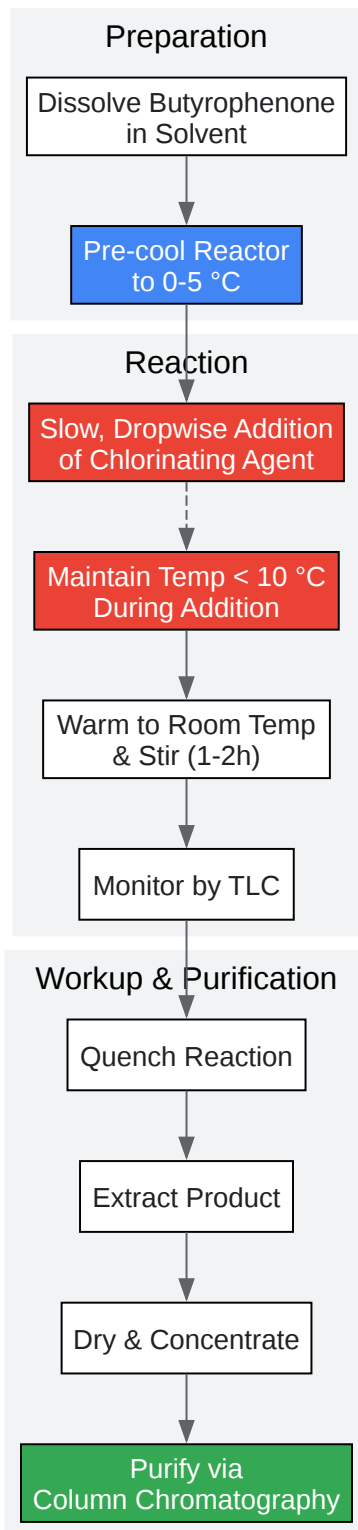 Preparation
Dissolve Butyrophenone
in Solvent
Pre-cool Reactor
to 0-5 °C
Reaction
Slow, Dropwise Addition
of Chlorinating Agent
Maintain Temp < 10 °C
During Addition
Warm to Room Temp
& Stir (1-2h)
Monitor by TLC
Workup & Purification
Quench Reaction
Extract Product
Dry & Concentrate
Purify via
Column Chromatography